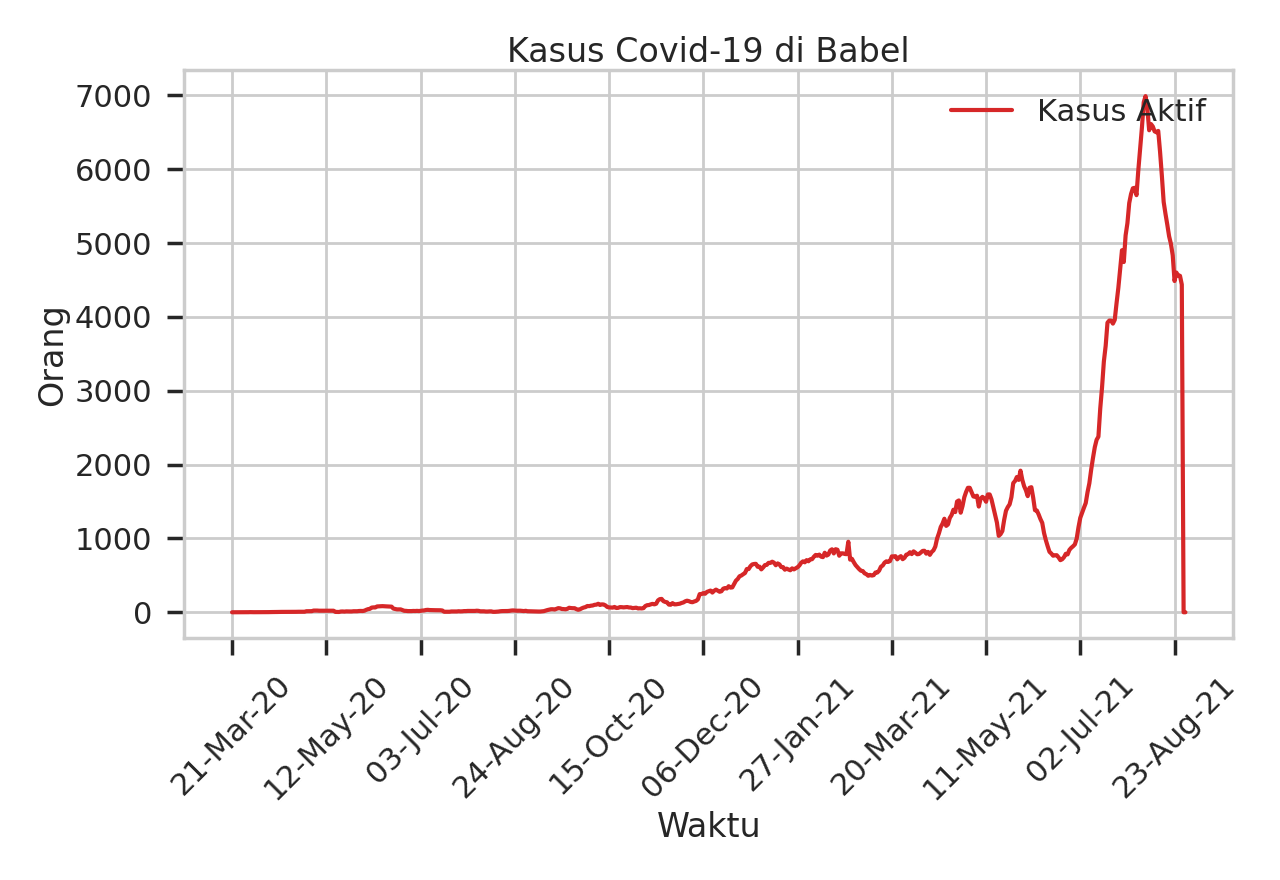 Kasus Covid-19 di Babel
Kasus Aktif
7000
6000
5000
4000
3000
2000
1000
0
Orang
21-Mar-20
12-May-20
03-Jul-20
24-Aug-20
15-Oct-20
06-Dec-20
27-Jan-21
20-Mar-21
11-May-21
02-Jul-21
23-Aug-21
Waktu